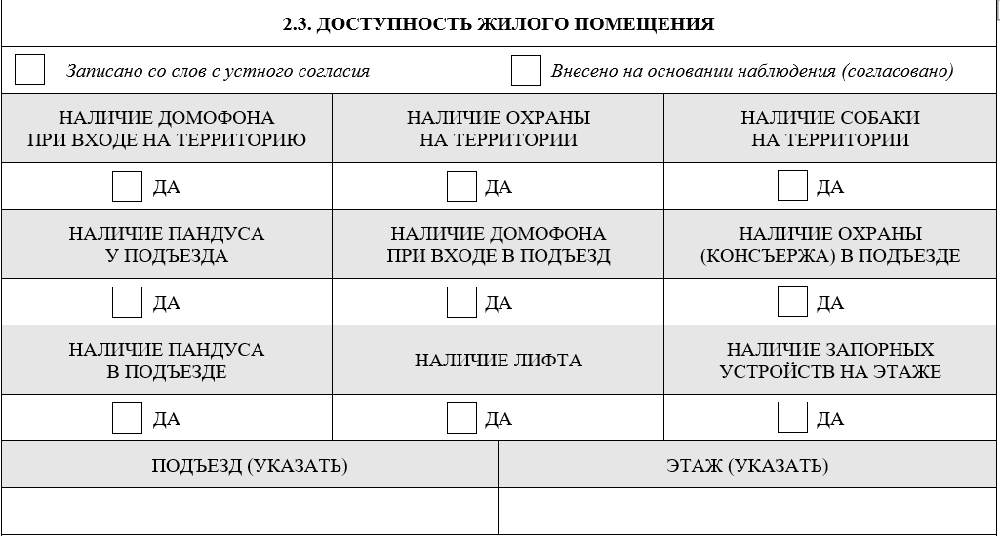 2.3. ДОСТУПНОСТЬ ЖИЛОГО ПОМЕЩЕНИЯ
Записано со слов с устного согласия
Внесено на основании наблюдения (согласовано)
НАЛИЧИЕ ДОМОФОНА
ПРИ ВХОДЕ НА ТЕРРИТОРИЮ
НАЛИЧИЕ ОХРАНЫ
НА ТЕРРИТОРИИ
НАЛИЧИЕ СОБАКИ
НА ТЕРРИТОРИИ
ДА
ДА
ДА
НАЛИЧИЕ ПАНДУСА
У ПОДЪЕЗДА
НАЛИЧИЕ ДОМОФОНА
ПРИ ВХОДЕ В ПОДЪЕЗД
НАЛИЧИЕ ОХРАНЫ
(КОНСЪЕРЖА) В ПОДЪЕЗДЕ
ДА
ДА
ДА
НАЛИЧИЕ ПАНДУСА
В ПОДЪЕЗДЕ
НАЛИЧИЕ ЛИФТА
НАЛИЧИЕ ЗАПОРНЫХ
УСТРОЙСТВ НА ЭТАЖЕ
ДА
ДА
ДА
ПОДЪЕЗД (УКАЗАТЬ)
ЭТАЖ (УКАЗАТЬ)